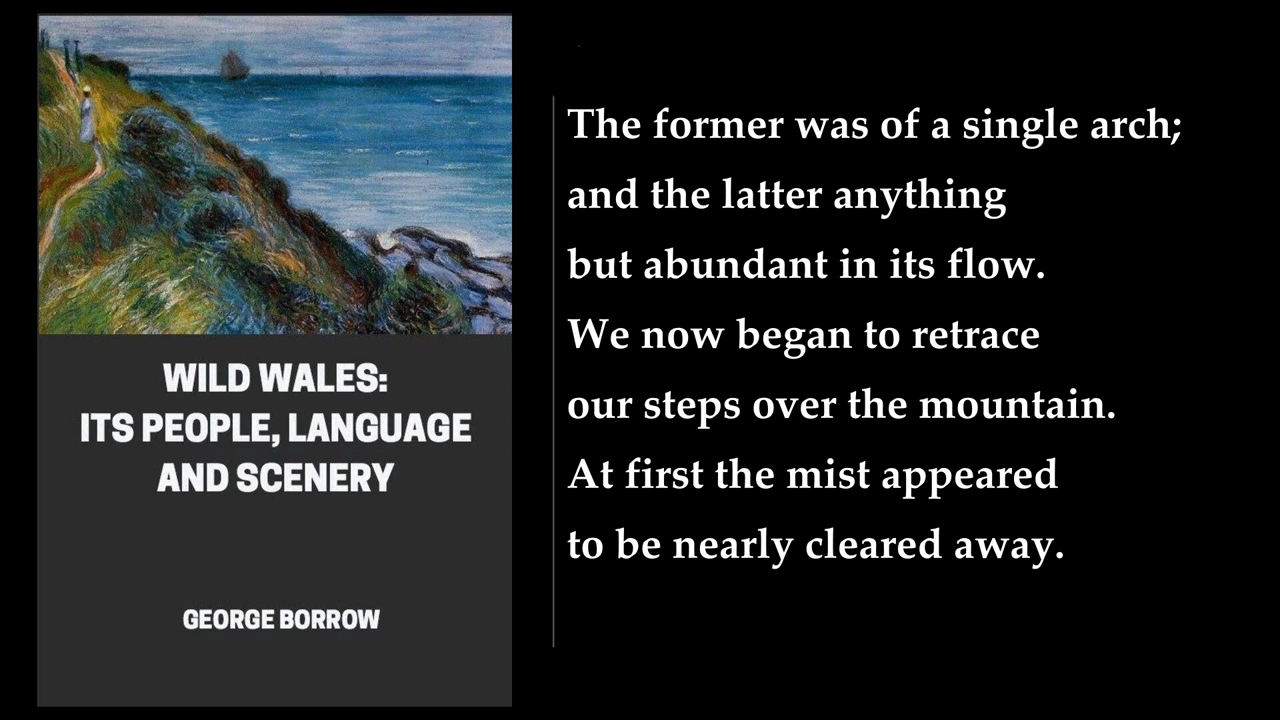 WILD WALES:
ITS PEOPLE, LANGUAGE
AND SCENERY
GEORGE BORROW
The former was of a single arch;
and the latter anything
but abundant in its flow.
We now began to retrace
our steps over the mountain.
At first the mist appeared
to be nearly cleared away.